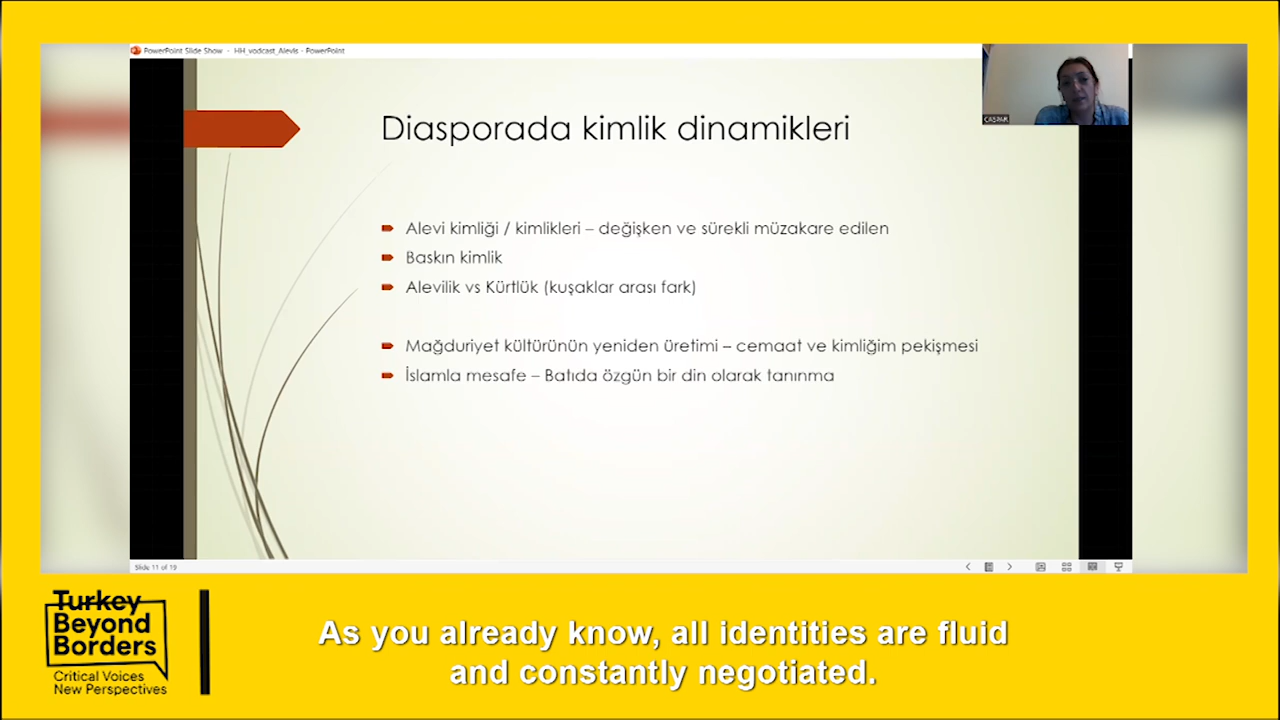 PowerPoint Slide Show - HH_vodcast_Alevis - PowerPoint
CASPAR
Diasporada kimlik dinamikleri
Alevi kimliği / kimlikleri – değişken ve sürekli müzakare edilen
Baskın kimlik
Alevilik vs Kürtlük (kuşaklar arası fark)
Mağduriyet kültürünün yeniden üretimi – cemaat ve kimliğim pekişmesi
İslamla mesafe – Batıda özgün bir din olarak tanınma
Slide 11 of 19
Turkey
Beyond
Borders
Critical Voices
New Perspectives
As you already know, all identities are fluid
and constantly negotiated.